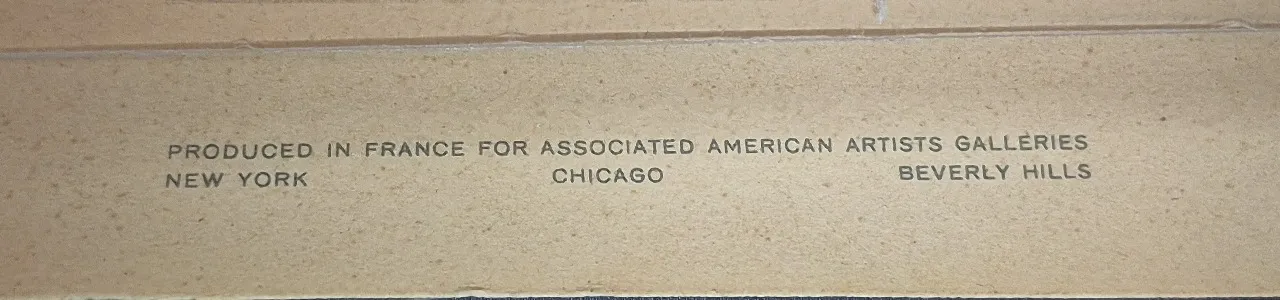 PRODUCED IN FRANCE FOR ASSOCIATED AMERICAN ARTISTS GALLERIES
NEW YORK CHICAGO BEVERLY HILLS